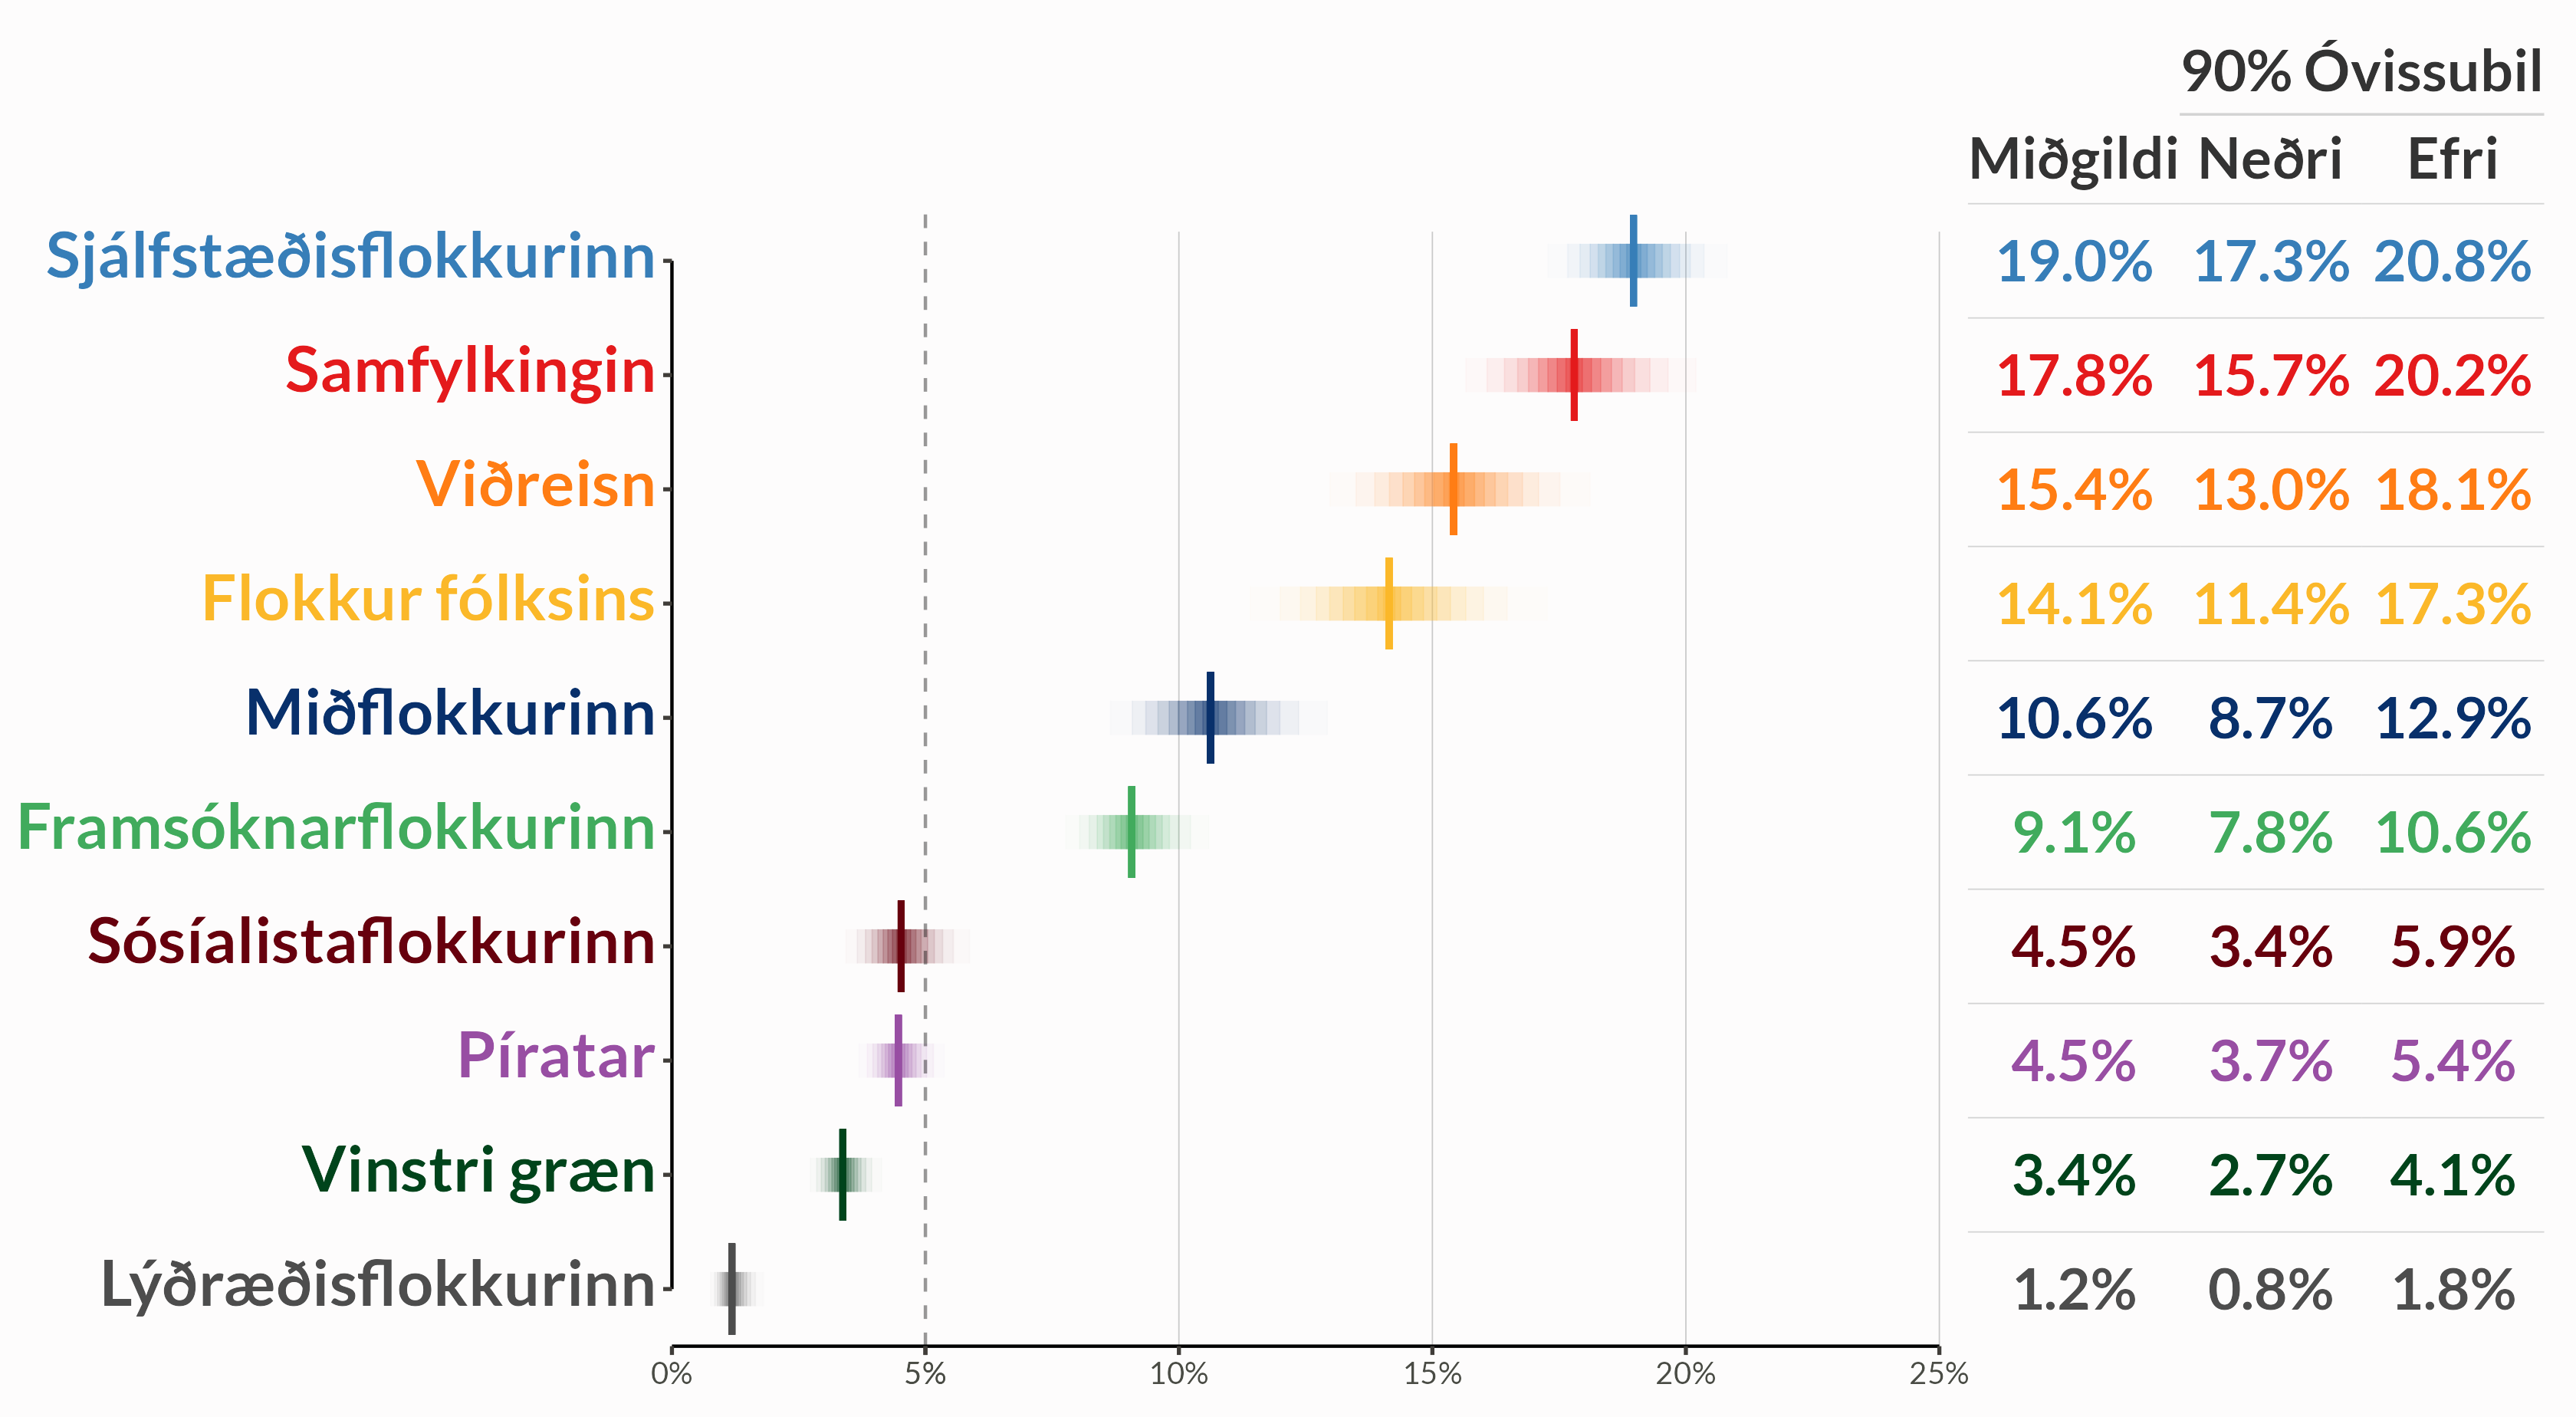 90% Óvissubil
Miðgildi Neðri Efri
Sjálfstæðisflokkurinn 19.0% 17.3% 20.8%
Samfylkingin 17.8% 15.7% 20.2%
Viðreisn 15.4% 13.0% 18.1%
Flokkur fólksins 14.1% 11.4% 17.3%
Miðflokkurinn 10.6% 8.7% 12.9%
Framsóknarflokkurinn 9.1% 7.8% 10.6%
Sósíalistaflokkurinn 4.5% 3.4% 5.9%
Píratar 4.5% 3.7% 5.4%
Vinstri græn 3.4% 2.7% 4.1%
Lýðræðisflokkurinn 1.2% 0.8% 1.8%
0% 5% 10% 15% 20% 25%